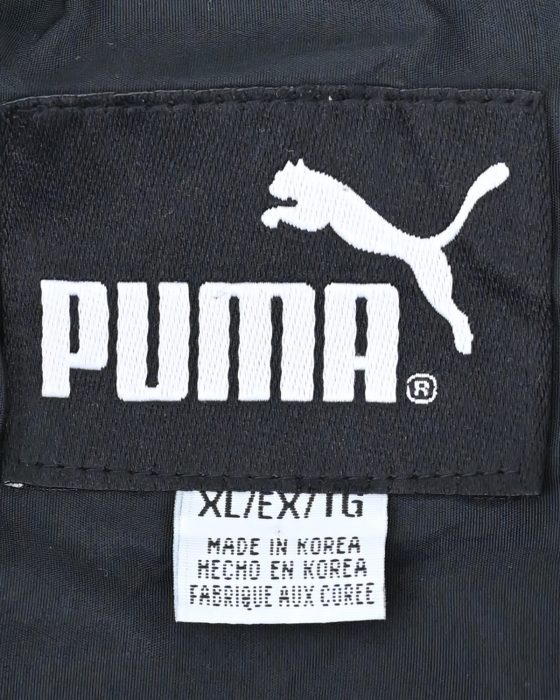 PUMA®
XL/EX/TG
MADE IN KOREA
HECHO EN KOREA
FABRIQUE AUX COREE